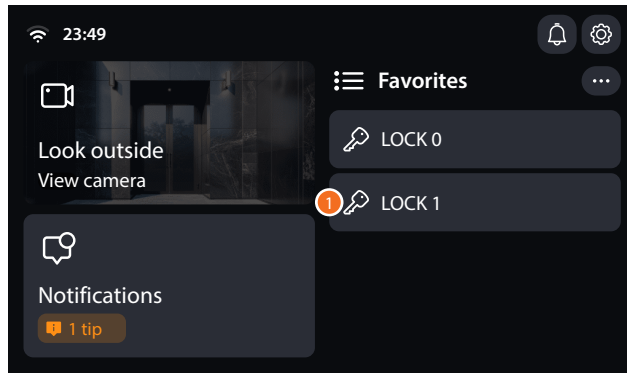 23:49
Look outside
View camera
Notifications
1 tip
Favorites
LOCK 0
1
LOCK 1